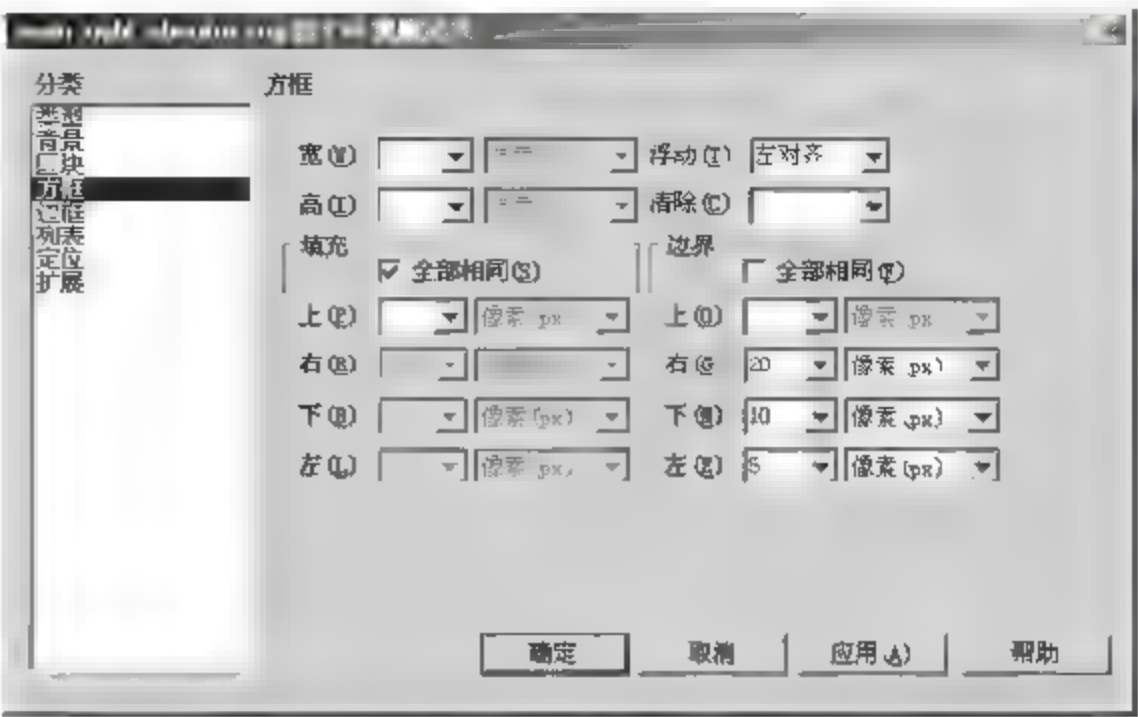 分类
类型
背景
区块
方框
边框
列表
定位
扩展
方框
宽(W) 浮动(T) 左对齐
高(I) 清除(C)
填充 边界
全部相同(S) 全部相同(F)
上(P) 像素(px) 上(O) 像素(px)
右(R) 右(G 20 像素(px)
下(B) 像素(px) 下(M) 10 像素(px)
左(L) 像素(px) 左(E) 5 像素(px)
确定 取消 应用(A) 帮助